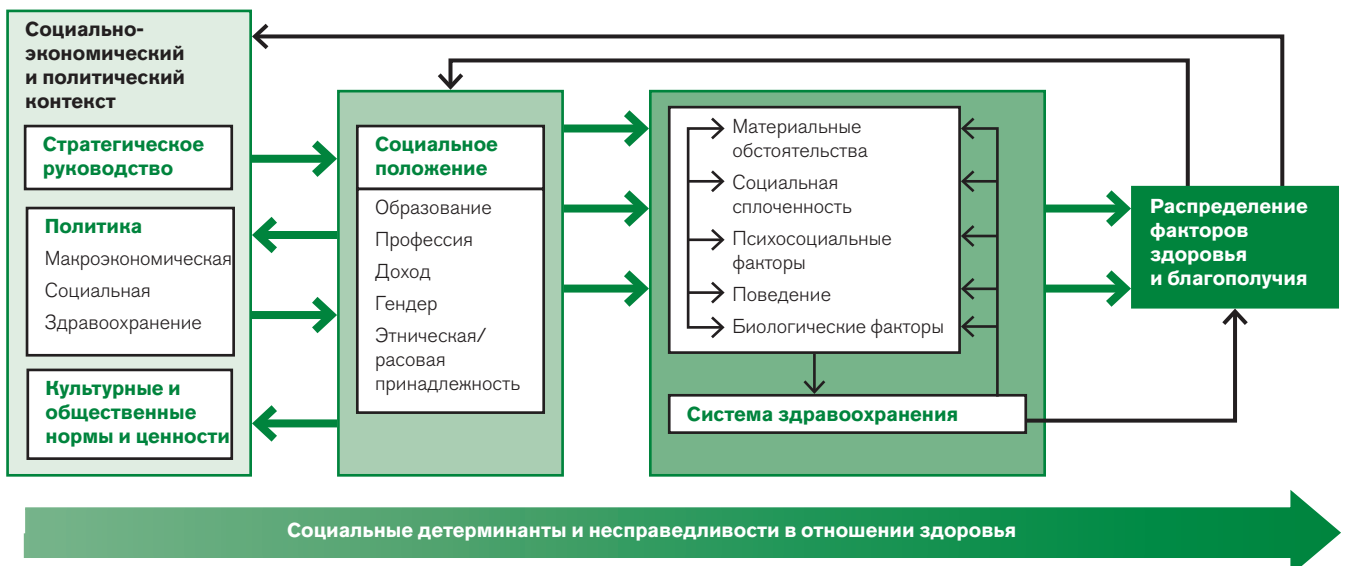 Социально-
экономический
и политический
контекст
Стратегическое
руководство
Политика
Макроэкономическая
Социальная
Здравоохранение
Культурные и
общественные
нормы и ценности
Социальное
положение
Образование
Профессия
Доход
Гендер
Этническая/
расовая
принадлежность
Материальные
обстоятельства
Социальная
сплоченность
Психосоциальные
факторы
Поведение
Биологические факторы
Система здравоохранения
Распределение
факторов
здоровья
и благополучия
Социальные детерминанты и несправедливости в отношении здоровья